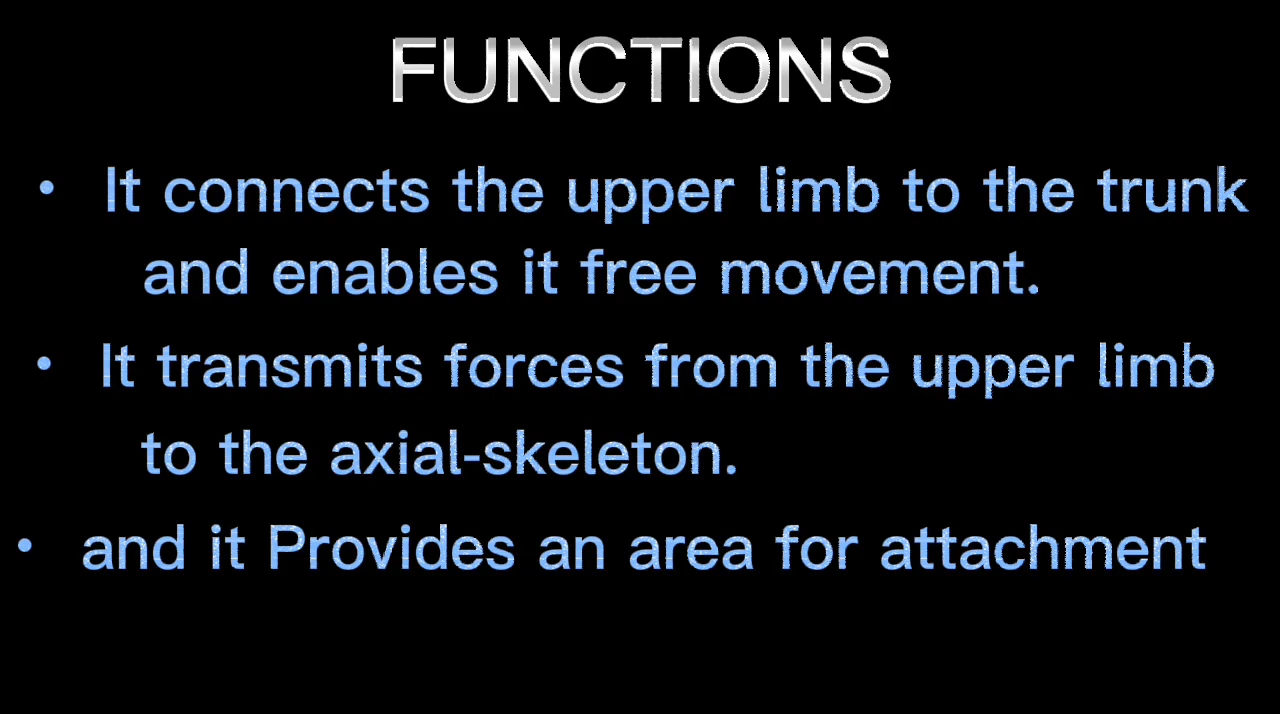 FUNCTIONS
• It connects the upper limb to the trunk
and enables it free movement.
• It transmits forces from the upper limb
to the axial-skeleton.
• and it Provides an area for attachment